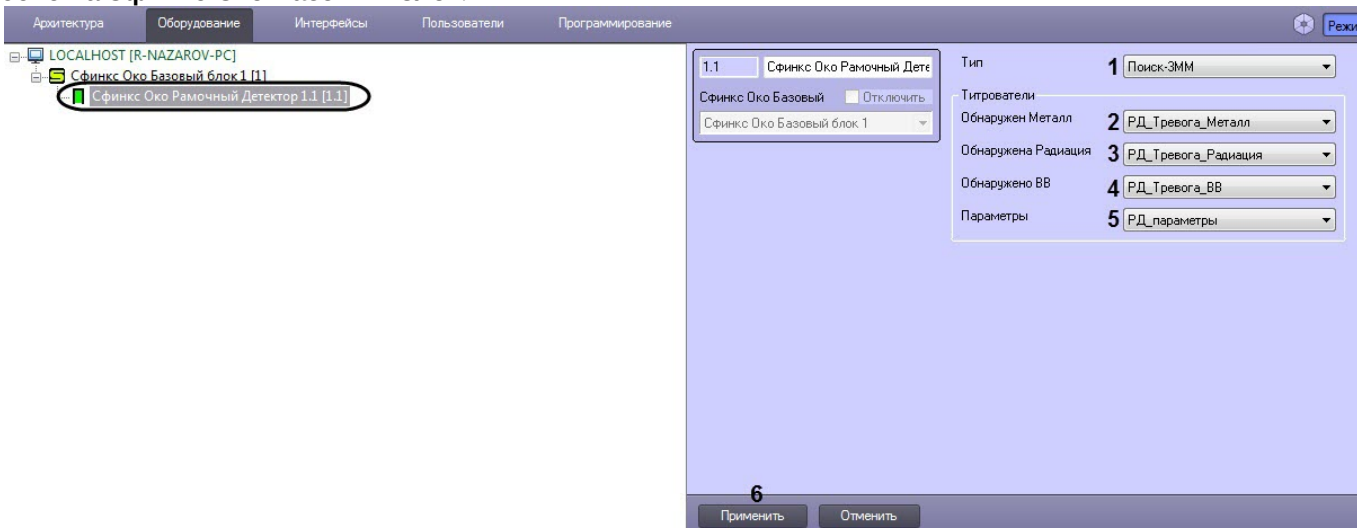 Архитектура Оборудование Интерфейсы Пользователи Программирование
LOCALHOST [R-NAZAROV-PC]
Сфинкс Око Базовый блок 1 [1]
Сфинкс Око Рамочный Детектор 1.1 [1.1]
1.1 Сфинкс Око Рамочный Дете
Сфинкс Око Базовый Отключить
Сфинкс Око Базовый блок 1
Тип 1 Поиск-3ММ
Титрователи
Обнаружен Металл 2 РД_Тревога_Металл
Обнаружена Радиация 3 РД_Тревога_Радиация
Обнаружено ВВ 4 РД_Тревога_ВВ
Параметры 5 РД_параметры
6
Применить Отменить